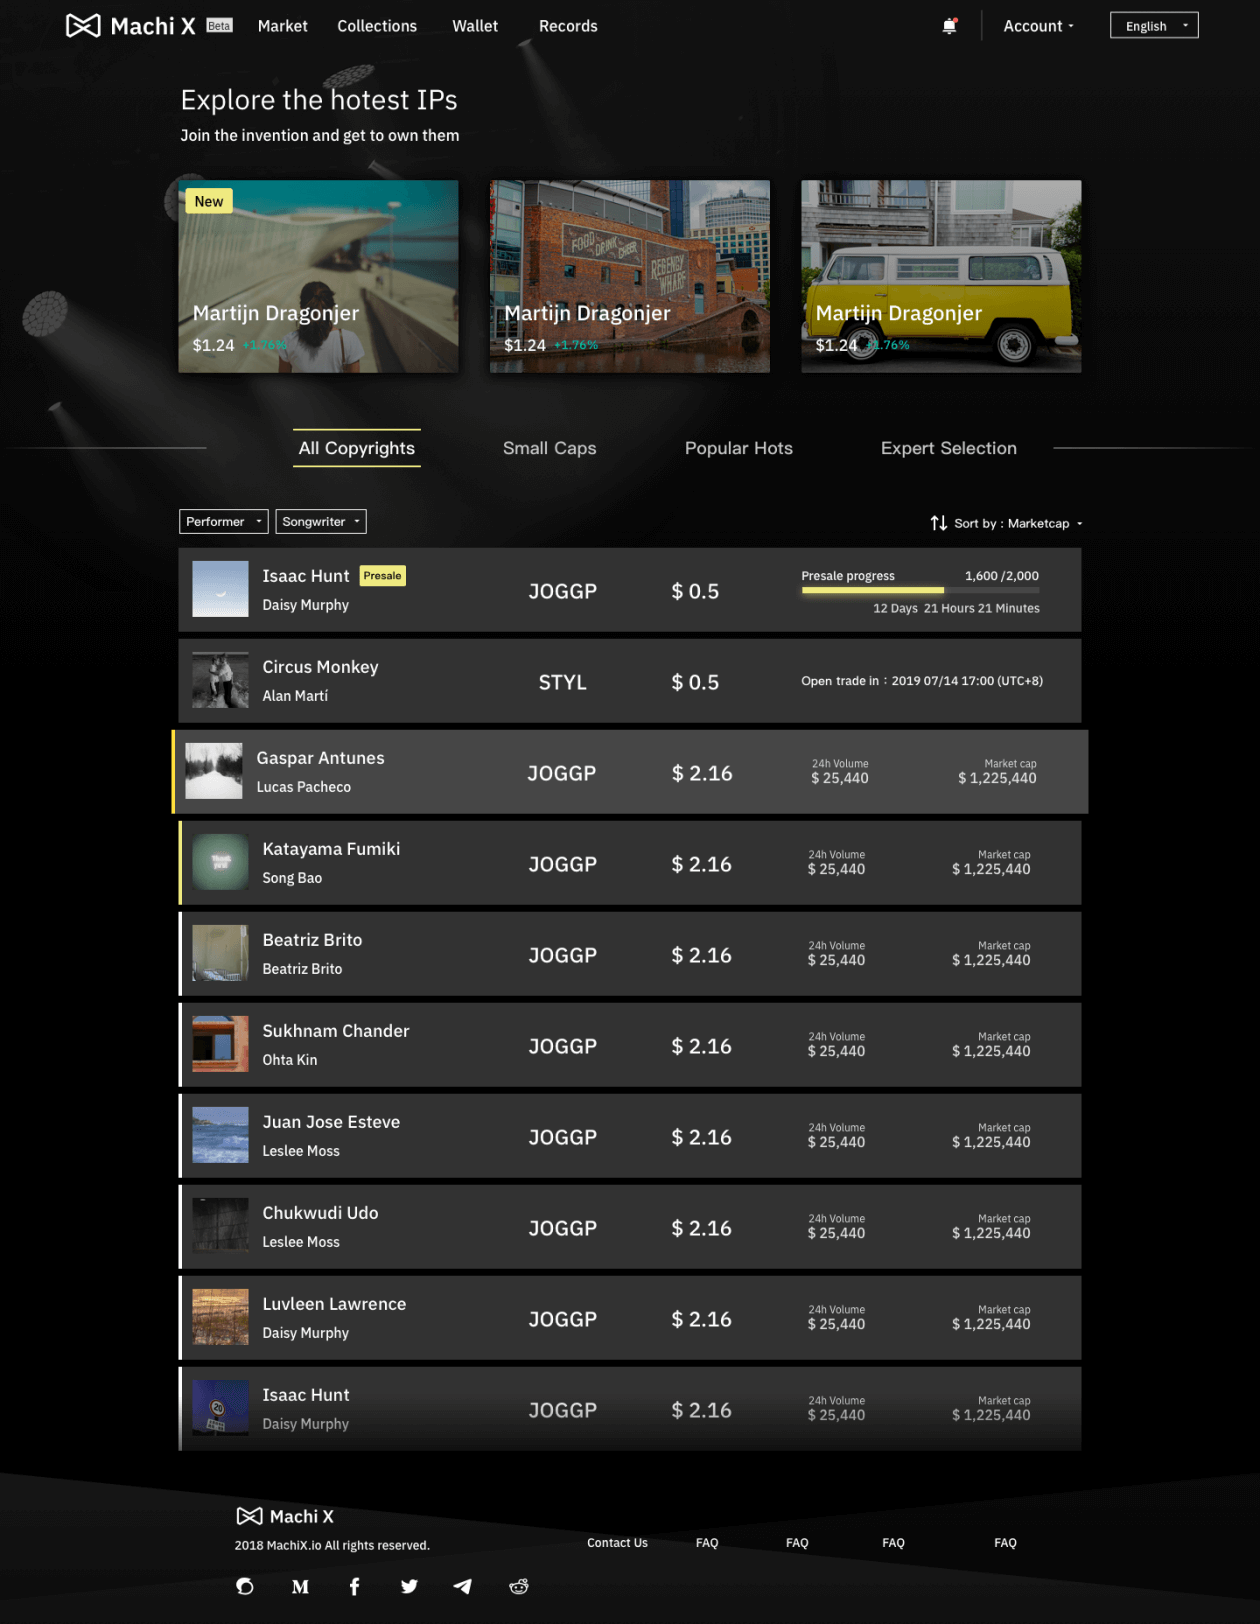 Machi X Beta Market Collections Wallet Records Account English
Explore the hotest IPs
Join the invention and get to own them
New
FOOD DRINK CHEER
REGENCY WHARF
Martijn Dragonjer
$1.24 +1.76%
Martijn Dragonjer
$1.24 +1.76%
Martijn Dragonjer
$1.24 +1.76%
All Copyrights Small Caps Popular Hots Expert Selection
Performer Songwriter Sort by : Marketcap
Isaac Hunt Presale
Daisy Murphy
JOGGP
$ 0.5
Presale progress 1,600 /2,000
12 Days 21 Hours 21 Minutes
Circus Monkey
Alan Martí
STYL
$ 0.5
Open trade in : 2019 07/14 17:00 (UTC+8)
Gaspar Antunes
Lucas Pacheco
JOGGP
$ 2.16
24h Volume
$ 25,440
Market cap
$ 1,225,440
Thank you
Katayama Fumiki
Song Bao
JOGGP
$ 2.16
24h Volume
$ 25,440
Market cap
$ 1,225,440
Beatriz Brito
Beatriz Brito
JOGGP
$ 2.16
24h Volume
$ 25,440
Market cap
$ 1,225,440
Sukhnam Chander
Ohta Kin
JOGGP
$ 2.16
24h Volume
$ 25,440
Market cap
$ 1,225,440
Juan Jose Esteve
Leslee Moss
JOGGP
$ 2.16
24h Volume
$ 25,440
Market cap
$ 1,225,440
Chukwudi Udo
Leslee Moss
JOGGP
$ 2.16
24h Volume
$ 25,440
Market cap
$ 1,225,440
Luvleen Lawrence
Daisy Murphy
JOGGP
$ 2.16
24h Volume
$ 25,440
Market cap
$ 1,225,440
20
Isaac Hunt
Daisy Murphy
JOGGP
$ 2.16
24h Volume
$ 25,440
Market cap
$ 1,225,440
Machi X
2018 MachiX.io All rights reserved.
Contact Us FAQ FAQ FAQ FAQ